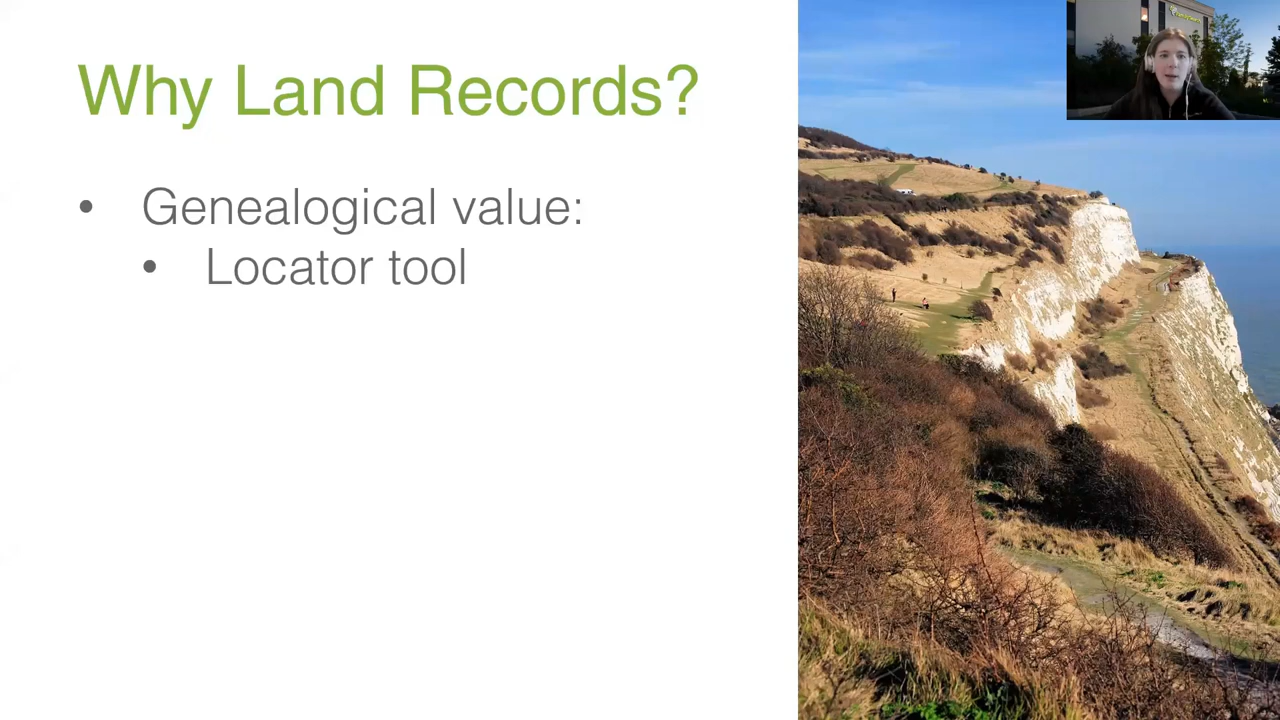 Why Land Records?
• Genealogical value:
• Locator tool